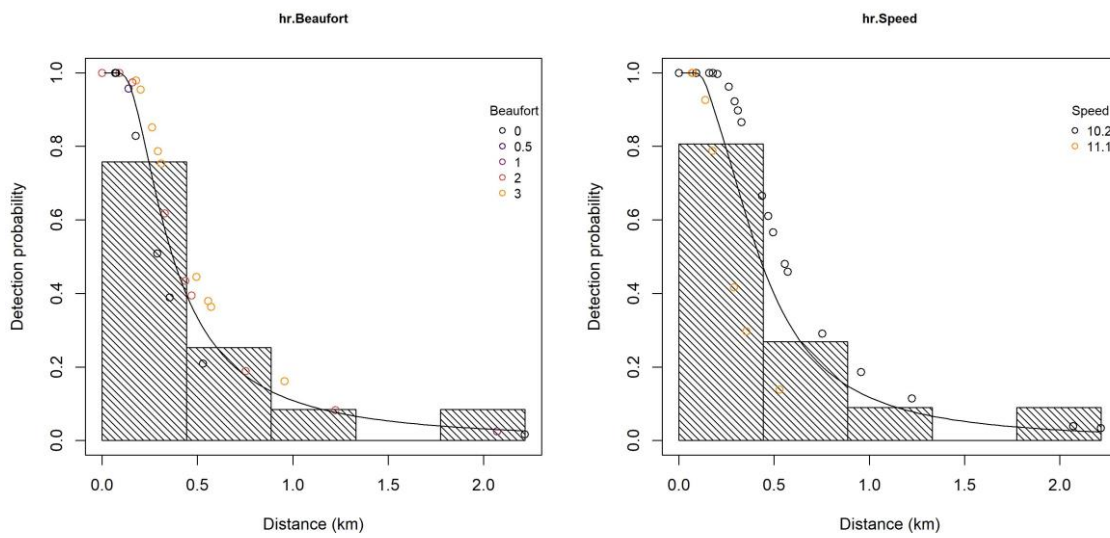 hr.Beaufort
Detection probability
1.0
0.8
0.6
0.4
0.2
0.0
Beaufort
0
0.5
1
2
3
0.0 0.5 1.0 1.5 2.0
Distance (km)
hr.Speed
Detection probability
1.0
0.8
0.6
0.4
0.2
0.0
Speed
10.2
11.1
0.0 0.5 1.0 1.5 2.0
Distance (km)